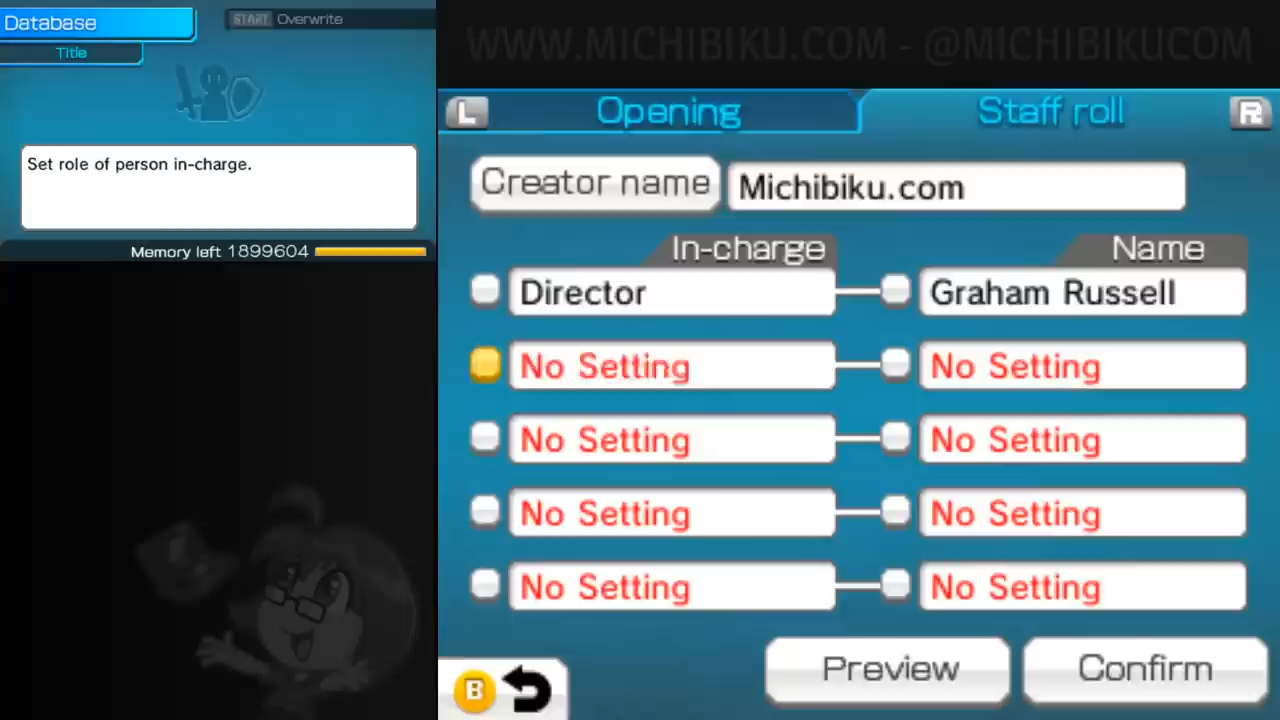 Database
START Overwrite
Title
Set role of person in-charge.
Memory left 1899604
WWW.MICHIBIKU.COM - @MICHIBIKUCOM
L Opening Staff roll R
Creator name Michibiku.com
In-charge Name
Director Graham Russell
No Setting No Setting
No Setting No Setting
No Setting No Setting
No Setting No Setting
Preview Confirm
B